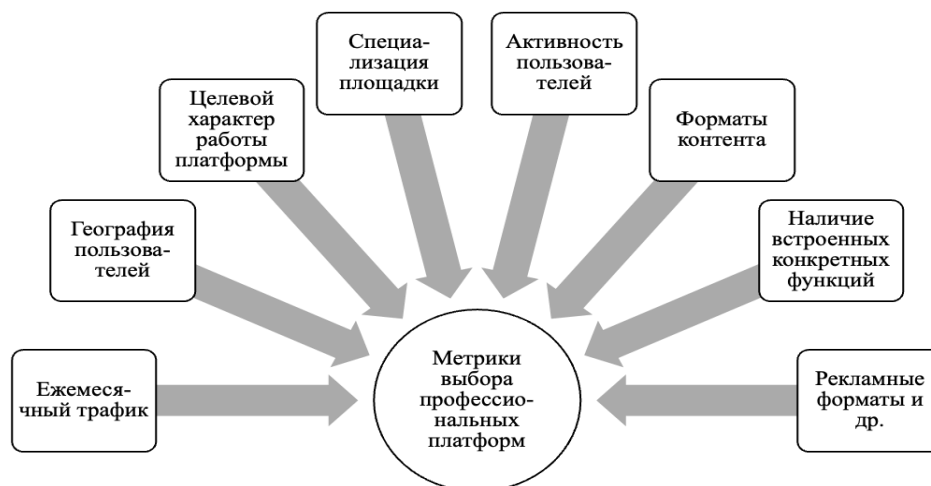 Ежемеся-
чный трафик
География
пользова-
телей
Целевой
характер
работы
платформы
Специа-
лизация
площадки
Активность
пользова-
телей
Форматы
контента
Наличие
встроенных
конкретных
функций
Рекламные
форматы и
др.
Метрики
выбора
профессио-
нальных
платформ